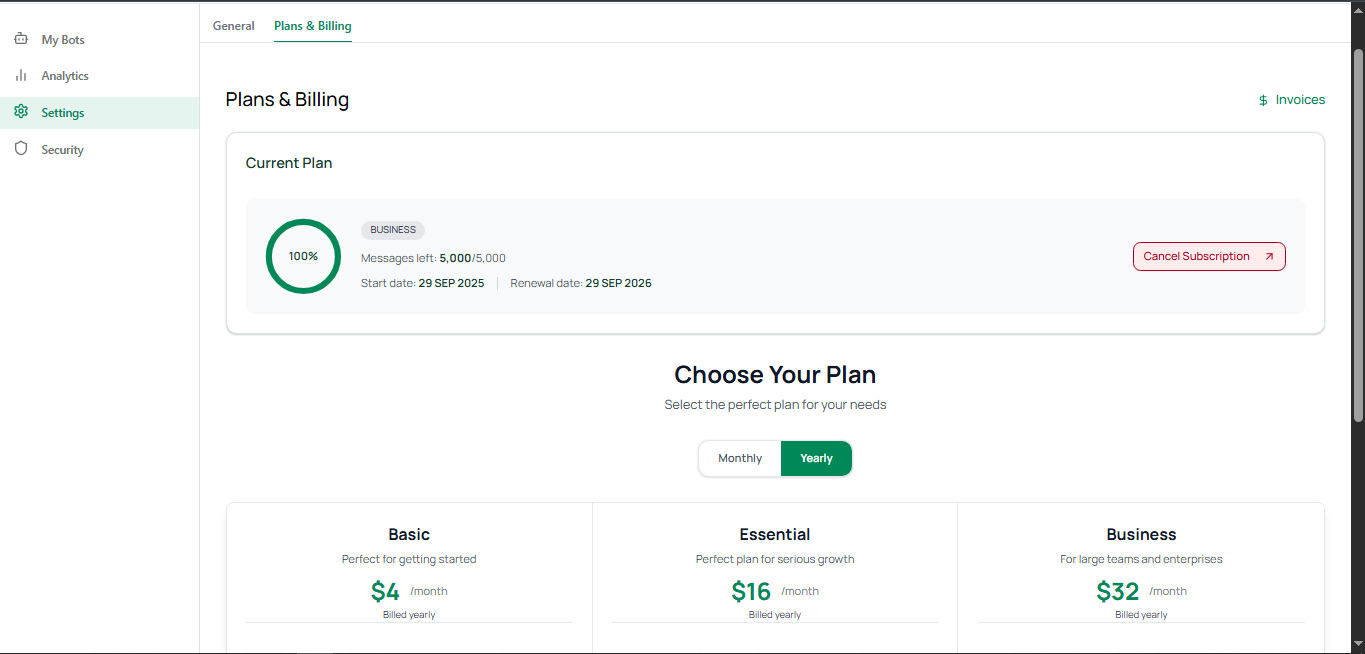 General Plans & Billing
My Bots
Analytics
Settings
Security
Plans & Billing
$ Invoices
Current Plan
100%
BUSINESS
Messages left: 5,000/5,000
Start date: 29 SEP 2025 Renewal date: 29 SEP 2026
Cancel Subscription
Choose Your Plan
Select the perfect plan for your needs
Monthly Yearly
Basic
Perfect for getting started
$4 /month
Billed yearly
Essential
Perfect plan for serious growth
$16 /month
Billed yearly
Business
For large teams and enterprises
$32 /month
Billed yearly